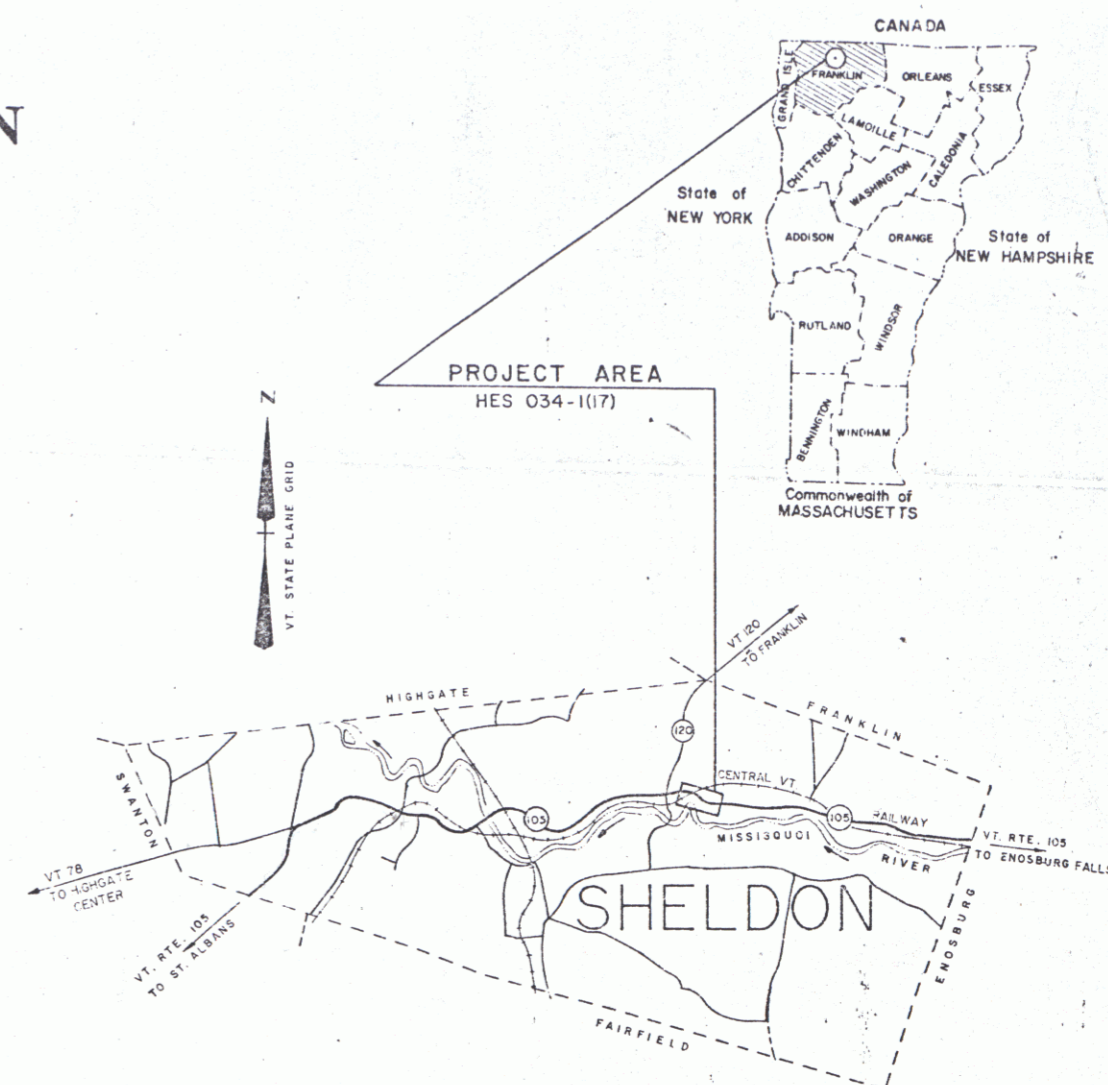 N
CANADA
GRAND ISLE
FRANKLIN
ORLEANS
ESSEX
LAMOILLE
CHITTENDEN
WASHINGTON
CALEDONIA
State of
NEW YORK
ADDISON
ORANGE
State of
NEW HAMPSHIRE
RUTLAND
WINDSOR
BENNINGTON
WINDHAM
Commonwealth of
MASSACHUSETTS
PROJECT AREA
HES 034-1(17)
N
VT. STATE PLANE GRID
VT 120
TO FRANKLIN
HIGHGATE
FRANKLIN
120
SWANTON
CENTRAL VT.
RAILWAY
105
105
MISSISQUOI
RIVER
VT. RTE. 105
TO ENOSBURG FALLS
VT 78
TO HIGHGATE
CENTER
SHELDON
ENOSBURG
VT. RTE. 105
TO ST. ALBANS
FAIRFIELD